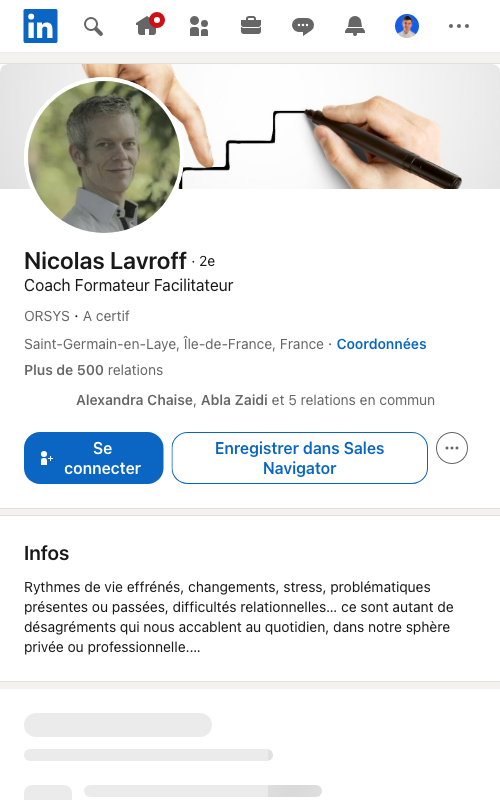 in
Nicolas Lavroff · 2e
Coach Formateur Facilitateur
ORSYS • A certif
Saint-Germain-en-Laye, Île-de-France, France · Coordonnées
Plus de 500 relations
Alexandra Chaise, Abla Zaidi et 5 relations en commun
Se
connecter
Enregistrer dans Sales
Navigator
Infos
Rythmes de vie effrénés, changements, stress, problématiques
présentes ou passées, difficultés relationnelles… ce sont autant de
désagréments qui nous accablent au quotidien, dans notre sphère
privée ou professionnelle.…